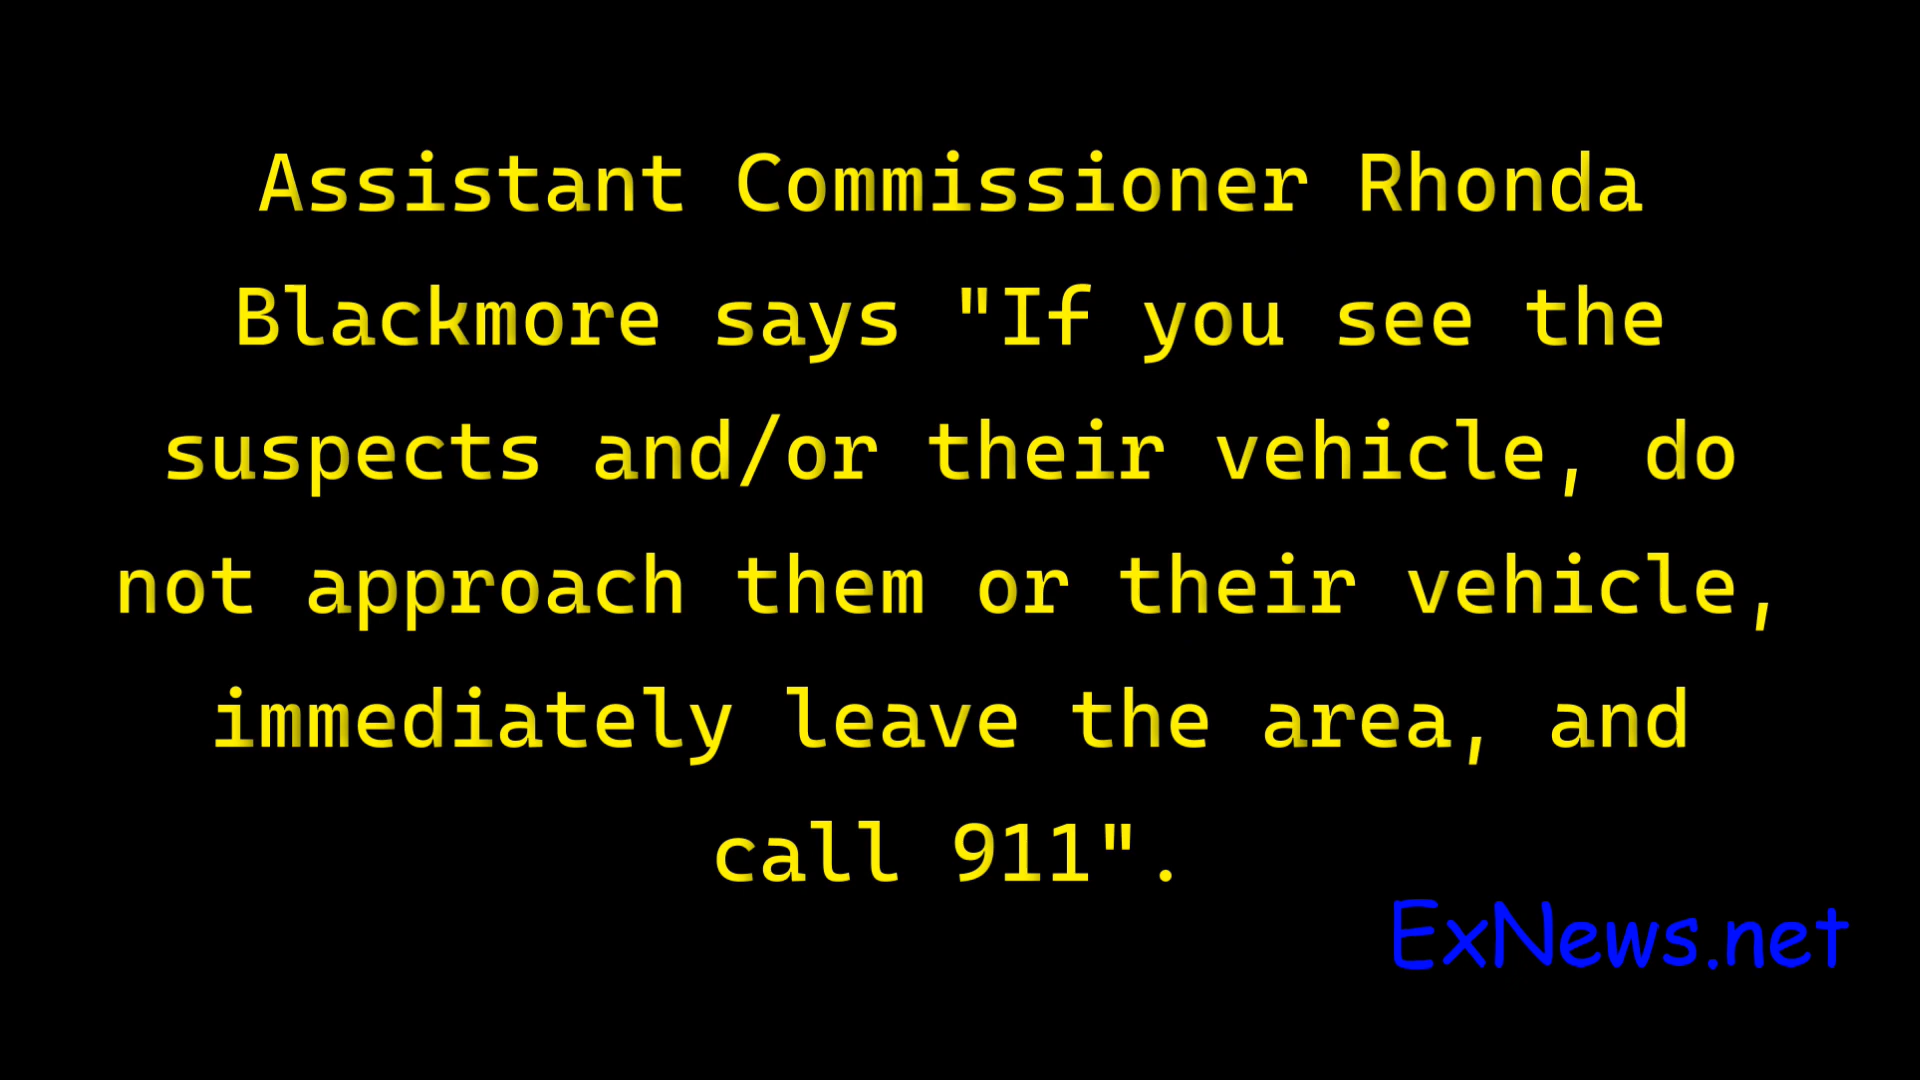 Assistant Commissioner Rhonda
Blackmore says "If you see the
suspects and/or their vehicle, do
not approach them or their vehicle,
immediately leave the area, and
call 911".
ExNews.net